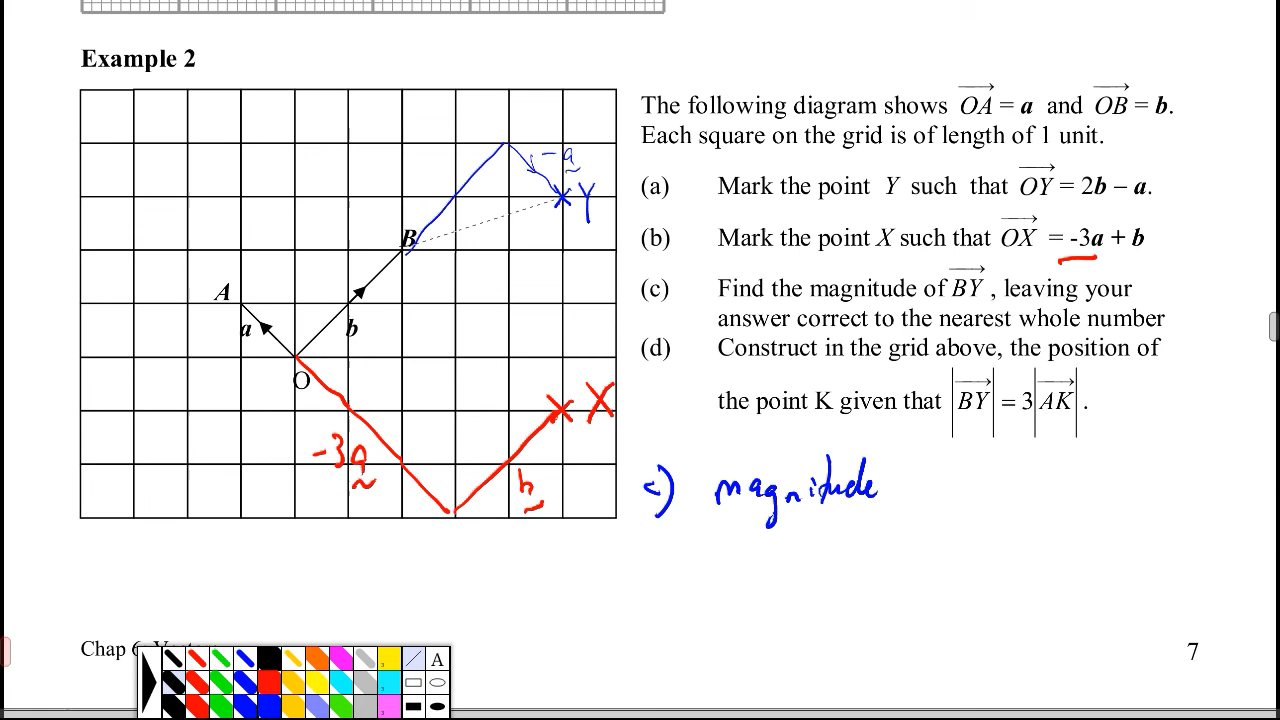 Example 2
The following diagram shows OA = a and OB = b.
Each square on the grid is of length of 1 unit.
(a) Mark the point Y such that OY = 2b – a.
(b) Mark the point X such that OX = -3a + b
(c) Find the magnitude of BY , leaving your
answer correct to the nearest whole number
(d) Construct in the grid above, the position of
the point K given that |BY| = 3|AK| .
-a
Y
B
A
a
b
O
X
-3a
b
c) magnitude
Chap 6
7
A